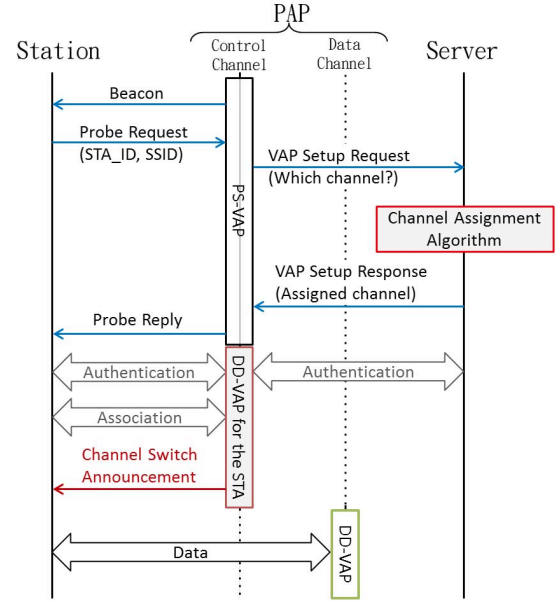 PAP
Station
Control
Channel
Data
Channel
Server
Beacon
Probe Request
(STA_ID, SSID)
VAP Setup Request
(Which channel?)
PS-VAP
Channel Assignment
Algorithm
VAP Setup Response
(Assigned channel)
Probe Reply
Authentication
Authentication
DD-VAP for the STA
Association
Channel Switch
Announcement
Data
DD-VAP